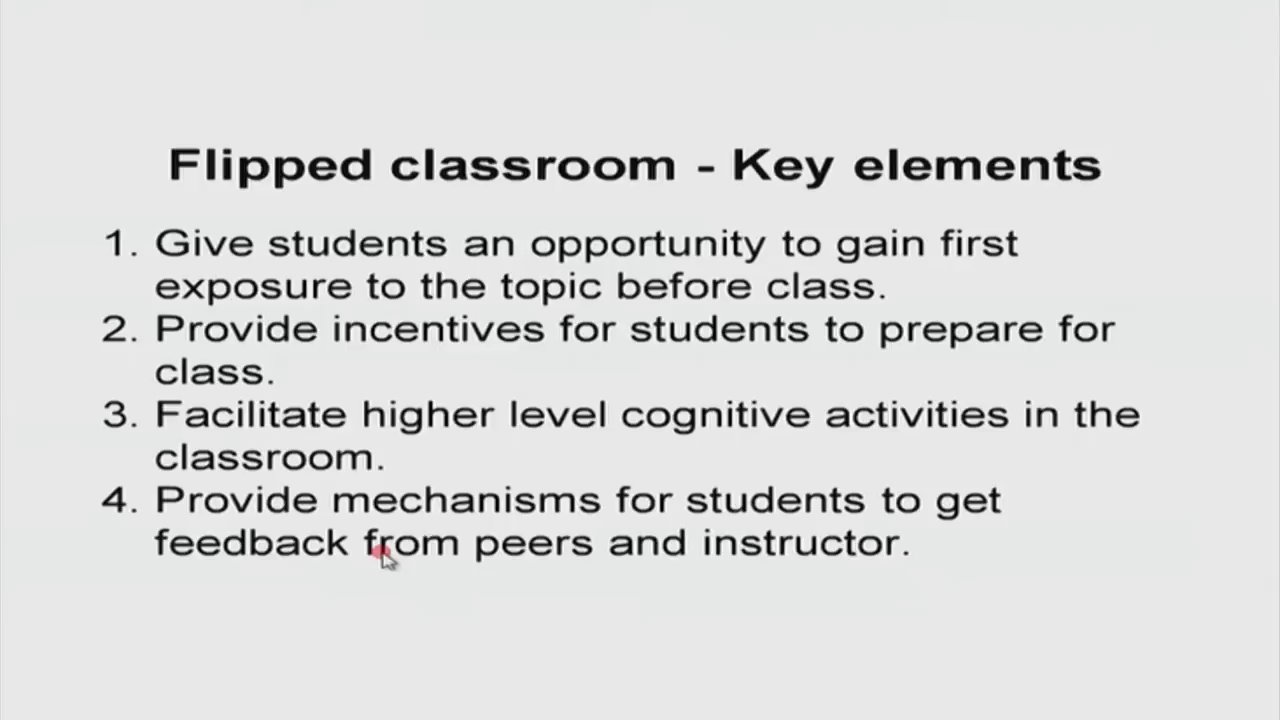 Flipped classroom - Key elements
1. Give students an opportunity to gain first
exposure to the topic before class.
2. Provide incentives for students to prepare for
class.
3. Facilitate higher level cognitive activities in the
classroom.
4. Provide mechanisms for students to get
feedback from peers and instructor.